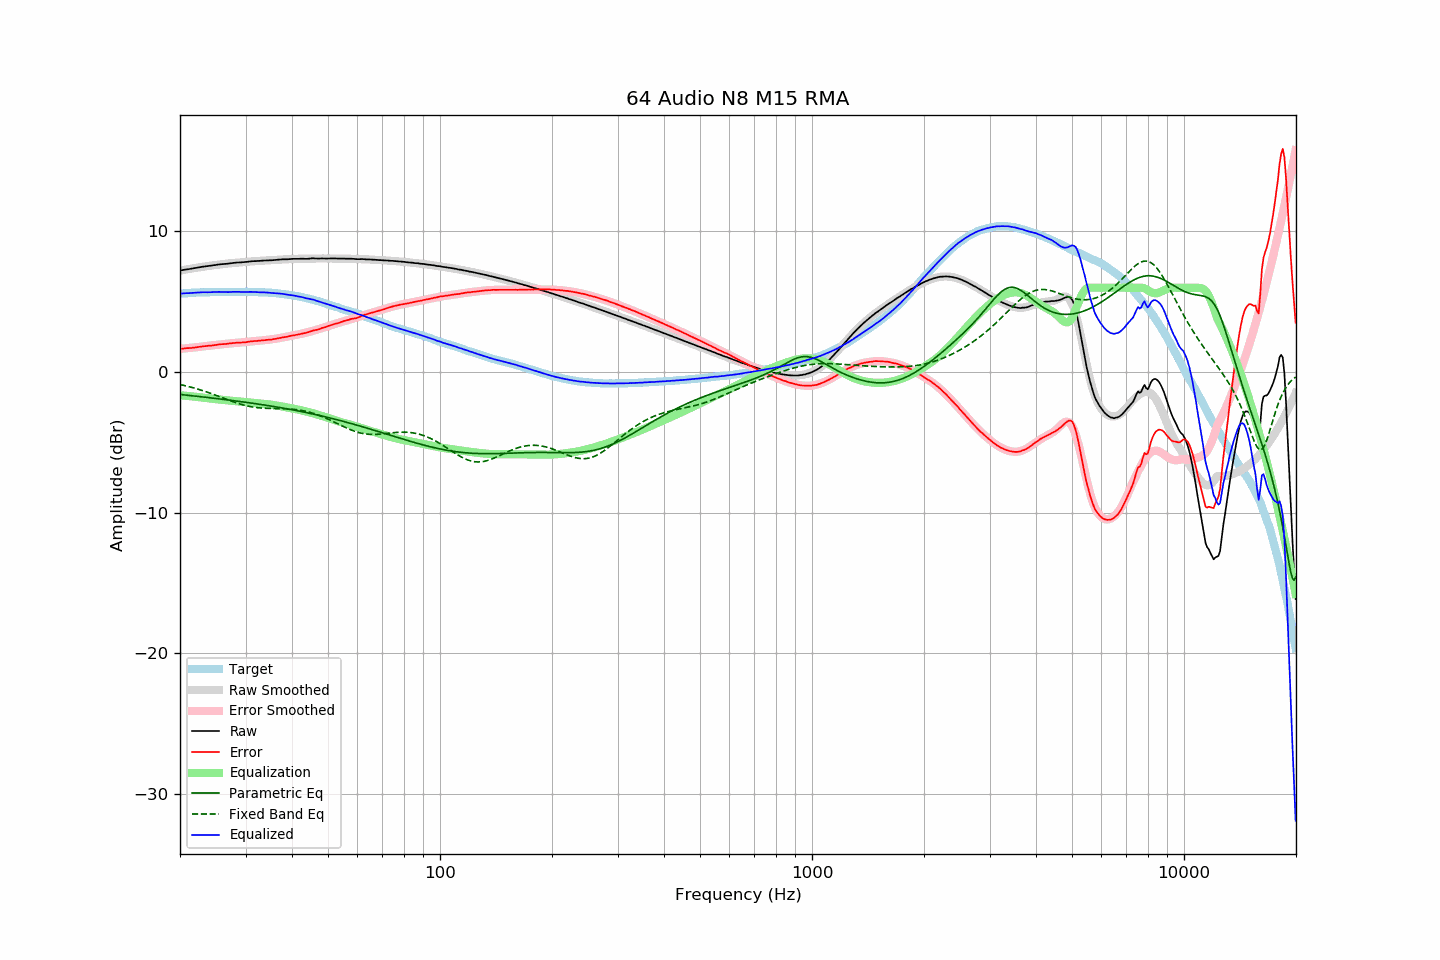 64 Audio N8 M15 RMA
10
0
−10
−20
−30
Amplitude (dBr)
100
1000
10000
Frequency (Hz)
Target
Raw Smoothed
Error Smoothed
Raw
Error
Equalization
Parametric Eq
Fixed Band Eq
Equalized